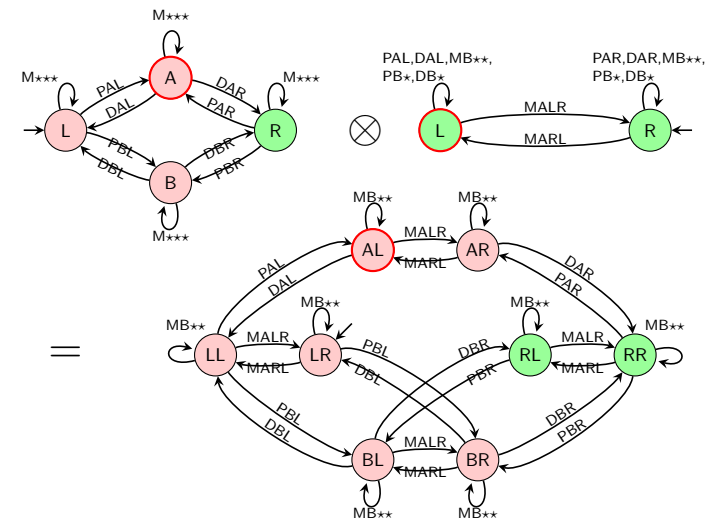 M⋆⋆⋆
M⋆⋆⋆
PAL
A
DAR
M⋆⋆⋆
DAL
PAR
L
R
PBL
DBR
DBL
B
PBR
M⋆⋆⋆
⊗
PAL,DAL,MB⋆⋆,
PB⋆,DB⋆
PAR,DAR,MB⋆⋆,
PB⋆,DB⋆
L
MALR
R
MARL
MB⋆⋆
MB⋆⋆
PAL
AL
MALR
AR
DAR
DAL
MARL
PAR
=
MB⋆⋆
MB⋆⋆
MB⋆⋆
MB⋆⋆
LL
MALR
LR
PBL
DBR
RL
MALR
RR
MARL
DBL
PBR
MARL
PBL
DBR
DBL
BL
MALR
BR
PBR
MARL
MB⋆⋆
MB⋆⋆